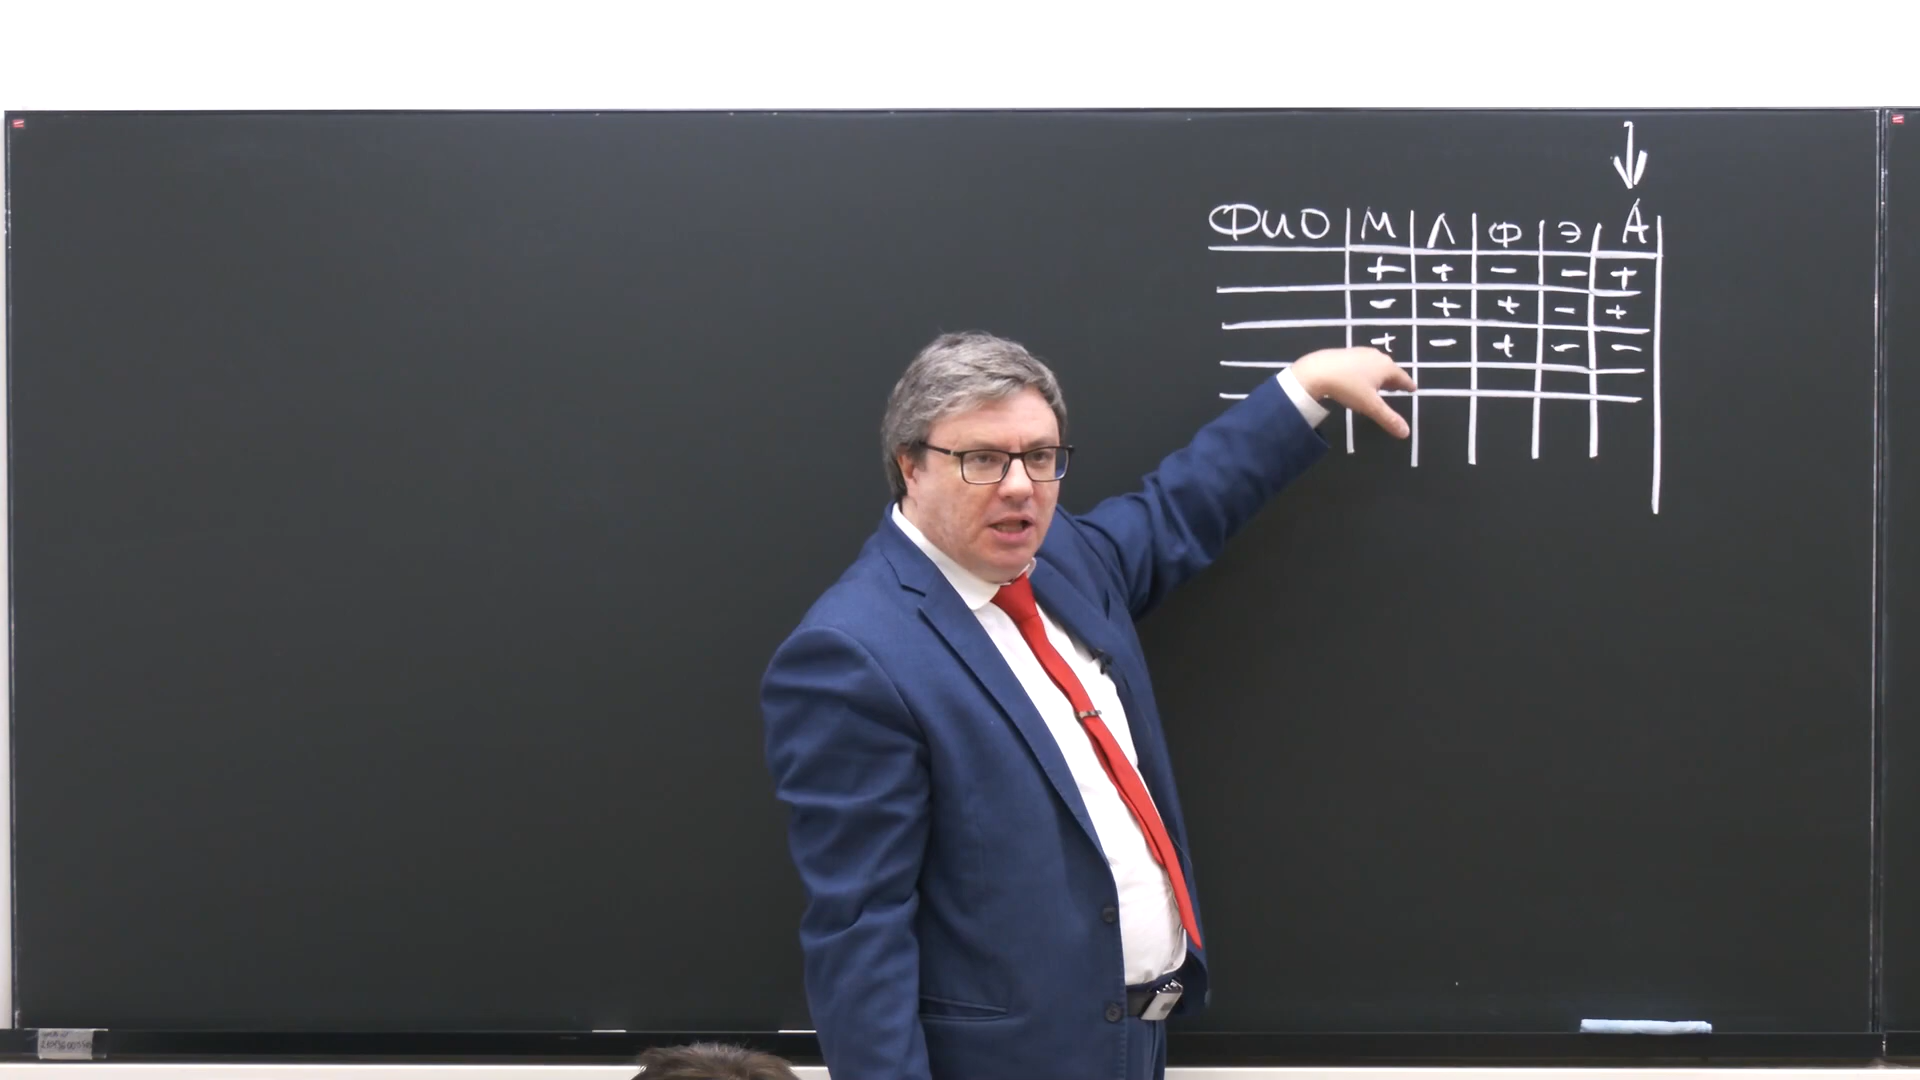 ФИО М Л Ф Э А
+ + - - +
- + + - +
+ - + - -